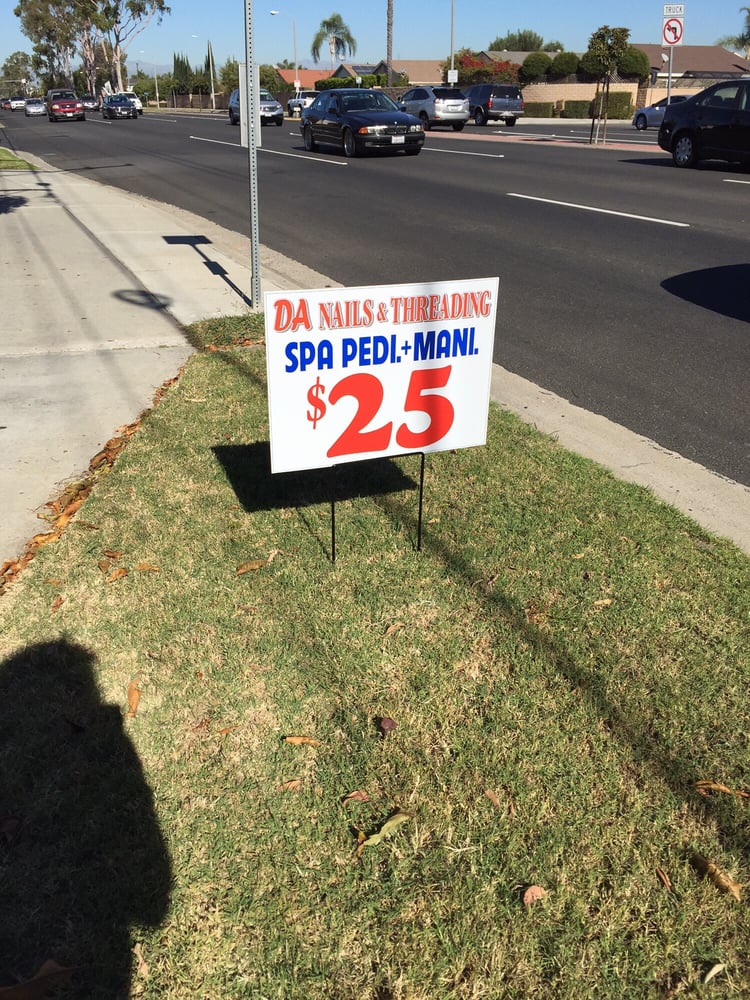 TRUCK
DA NAILS & THREADING
SPA PEDI.+MANI.
$25